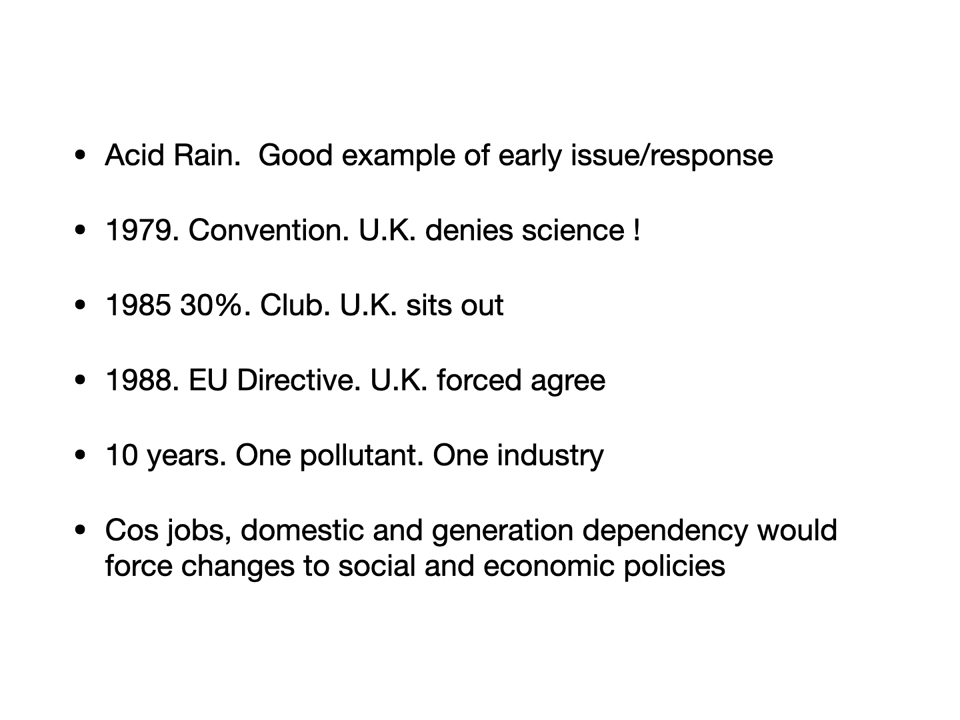 • Acid Rain.  Good example of early issue/response
• 1979. Convention. U.K. denies science !
• 1985 30%. Club. U.K. sits out
• 1988. EU Directive. U.K. forced agree
• 10 years. One pollutant. One industry
• Cos jobs, domestic and generation dependency would
force changes to social and economic policies